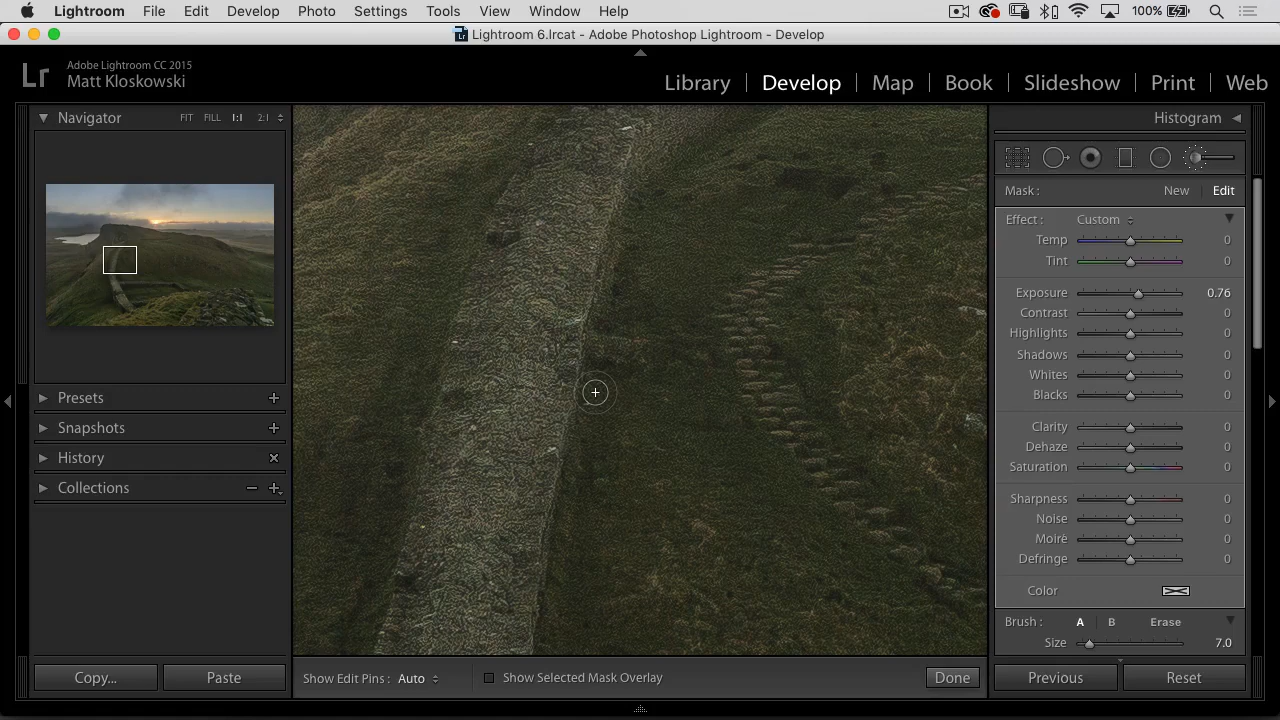 Lightroom File Edit Develop Photo Settings Tools View Window Help 100%
Lightroom 6.lrcat - Adobe Photoshop Lightroom - Develop
Lr Adobe Lightroom CC 2015
Matt Kloskowski
Library Develop Map Book Slideshow Print Web
Navigator FIT FILL 1:1 2:1
Histogram
Mask : New Edit
Effect : Custom
Temp 0
Tint 0
Exposure 0.76
Contrast 0
Highlights 0
Shadows 0
Whites 0
Blacks 0
Clarity 0
Dehaze 0
Saturation 0
Sharpness 0
Noise 0
Moiré 0
Defringe 0
Color
Brush : A B Erase
Size 7.0
Presets
Snapshots
History
Collections
Copy... Paste
Show Edit Pins : Auto Show Selected Mask Overlay Done
Previous Reset